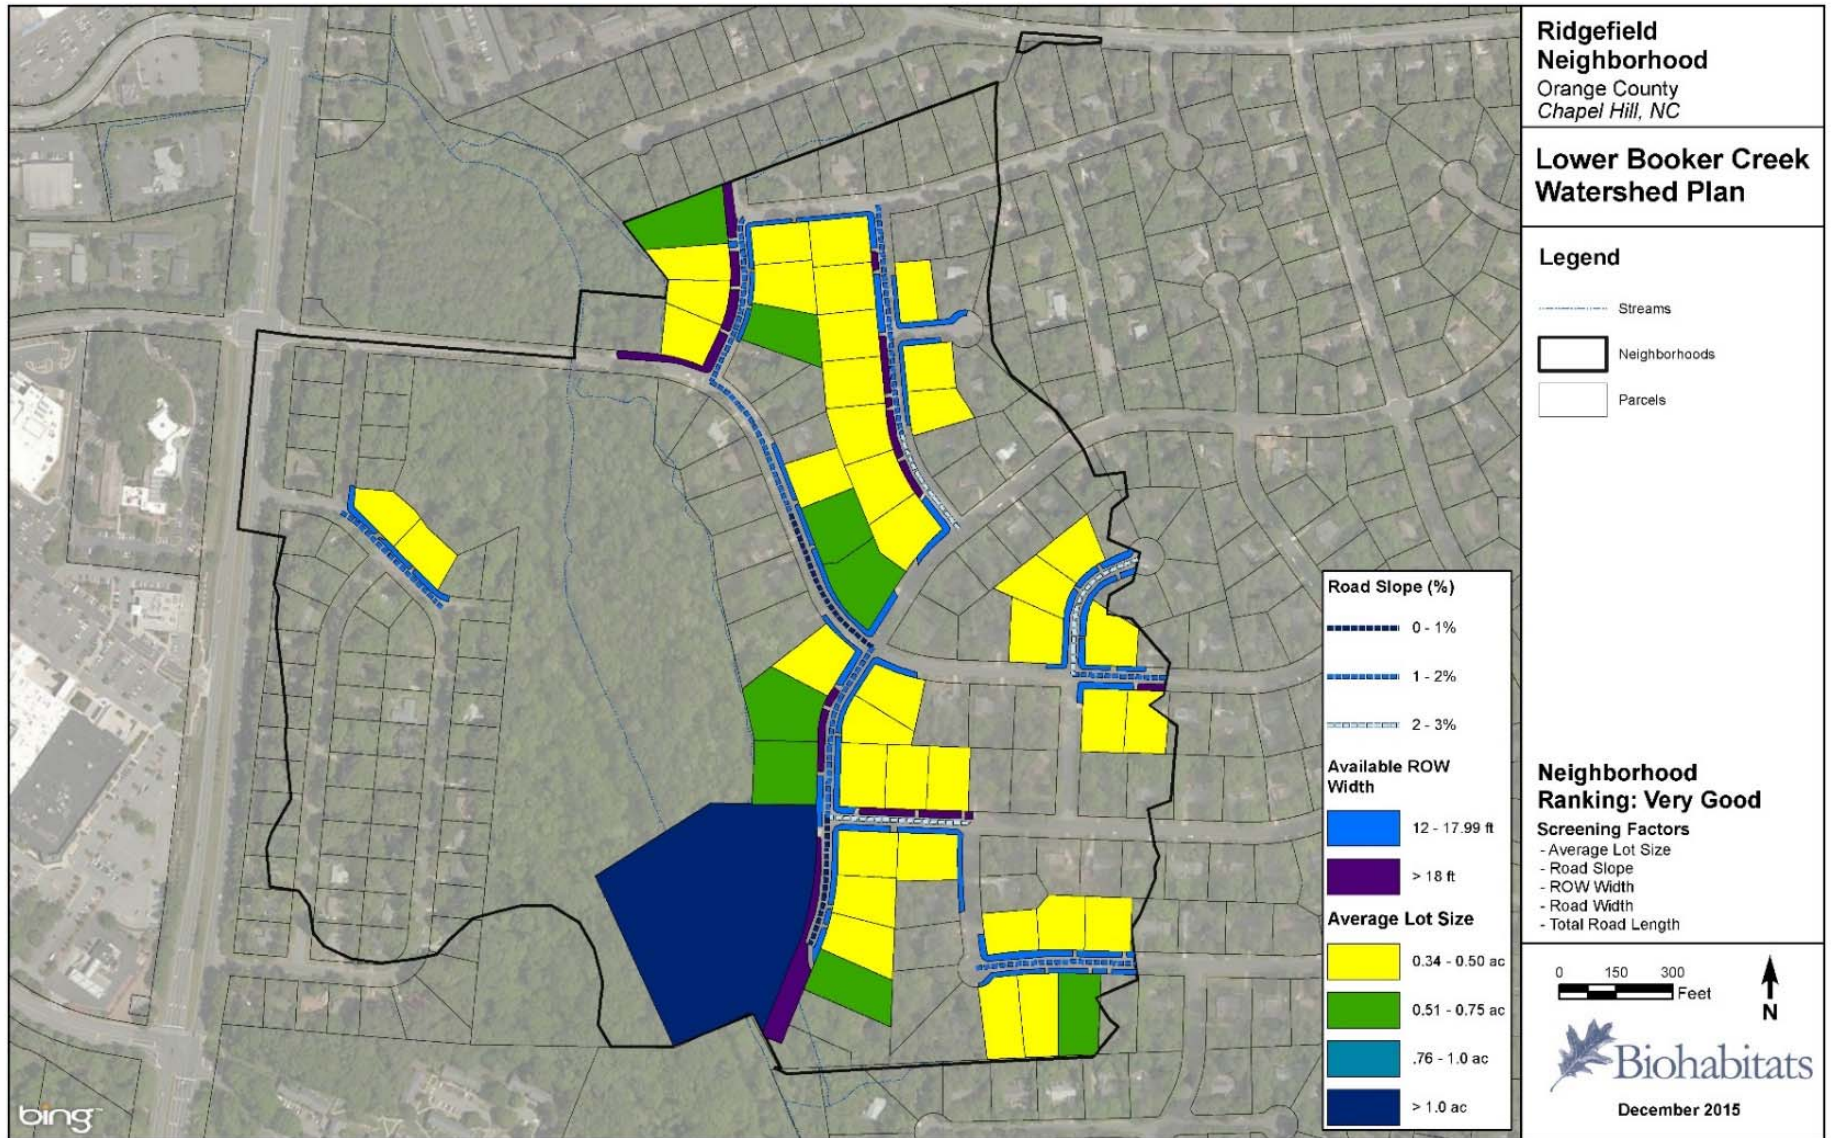 Ridgefield
Neighborhood
Orange County
Chapel Hill, NC
Lower Booker Creek
Watershed Plan
Legend
Streams
Neighborhoods
Parcels
Road Slope (%)
0 - 1%
1 - 2%
2 - 3%
Available ROW
Width
12 - 17.99 ft
> 18 ft
Average Lot Size
0.34 - 0.50 ac
0.51 - 0.75 ac
.76 - 1.0 ac
> 1.0 ac
Neighborhood
Ranking: Very Good
Screening Factors
- Average Lot Size
- Road Slope
- ROW Width
- Road Width
- Total Road Length
0 150 300
Feet
N
Biohabitats
December 2015
bing